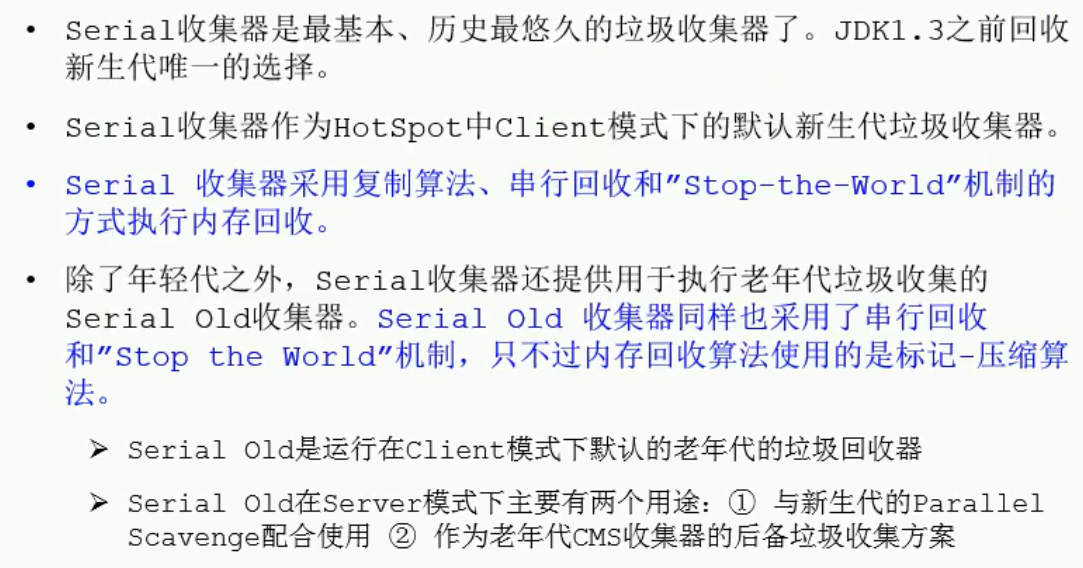 • Serial收集器是最基本、历史最悠久的垃圾收集器了。JDK1.3之前回收
新生代唯一的选择。
• Serial收集器作为HotSpot中Client模式下的默认新生代垃圾收集器。
• Serial 收集器采用复制算法、串行回收和"Stop-the-World"机制的
方式执行内存回收。
• 除了年轻代之外，Serial收集器还提供用于执行老年代垃圾收集的
Serial Old收集器。Serial Old 收集器同样也采用了串行回收
和"Stop the World"机制，只不过内存回收算法使用的是标记-压缩算
法。
➢ Serial Old是运行在Client模式下默认的老年代的垃圾回收器
➢ Serial Old在Server模式下主要有两个用途：① 与新生代的Parallel
Scavenge配合使用 ② 作为老年代CMS收集器的后备垃圾收集方案